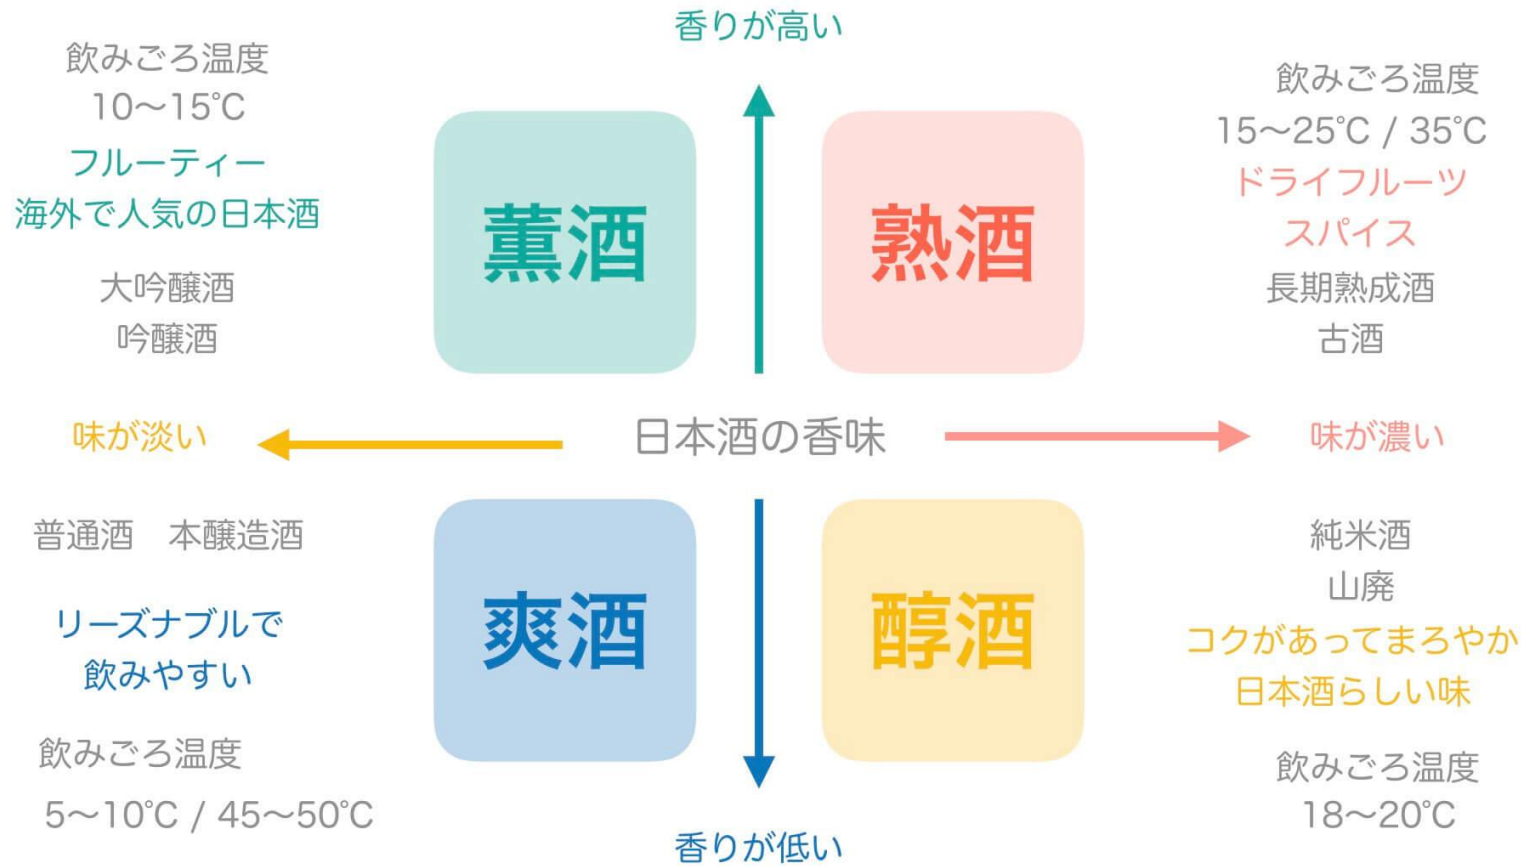 香りが高い
飲みごろ温度
10〜15℃
フルーティー
海外で人気の日本酒
大吟醸酒
吟醸酒
薫酒
熟酒
飲みごろ温度
15〜25℃ / 35℃
ドライフルーツ
スパイス
長期熟成酒
古酒
味が淡い
日本酒の香味
味が濃い
普通酒　本醸造酒
リーズナブルで
飲みやすい
飲みごろ温度
5〜10℃ / 45〜50℃
爽酒
醇酒
純米酒
山廃
コクがあってまろやか
日本酒らしい味
飲みごろ温度
18〜20℃
香りが低い